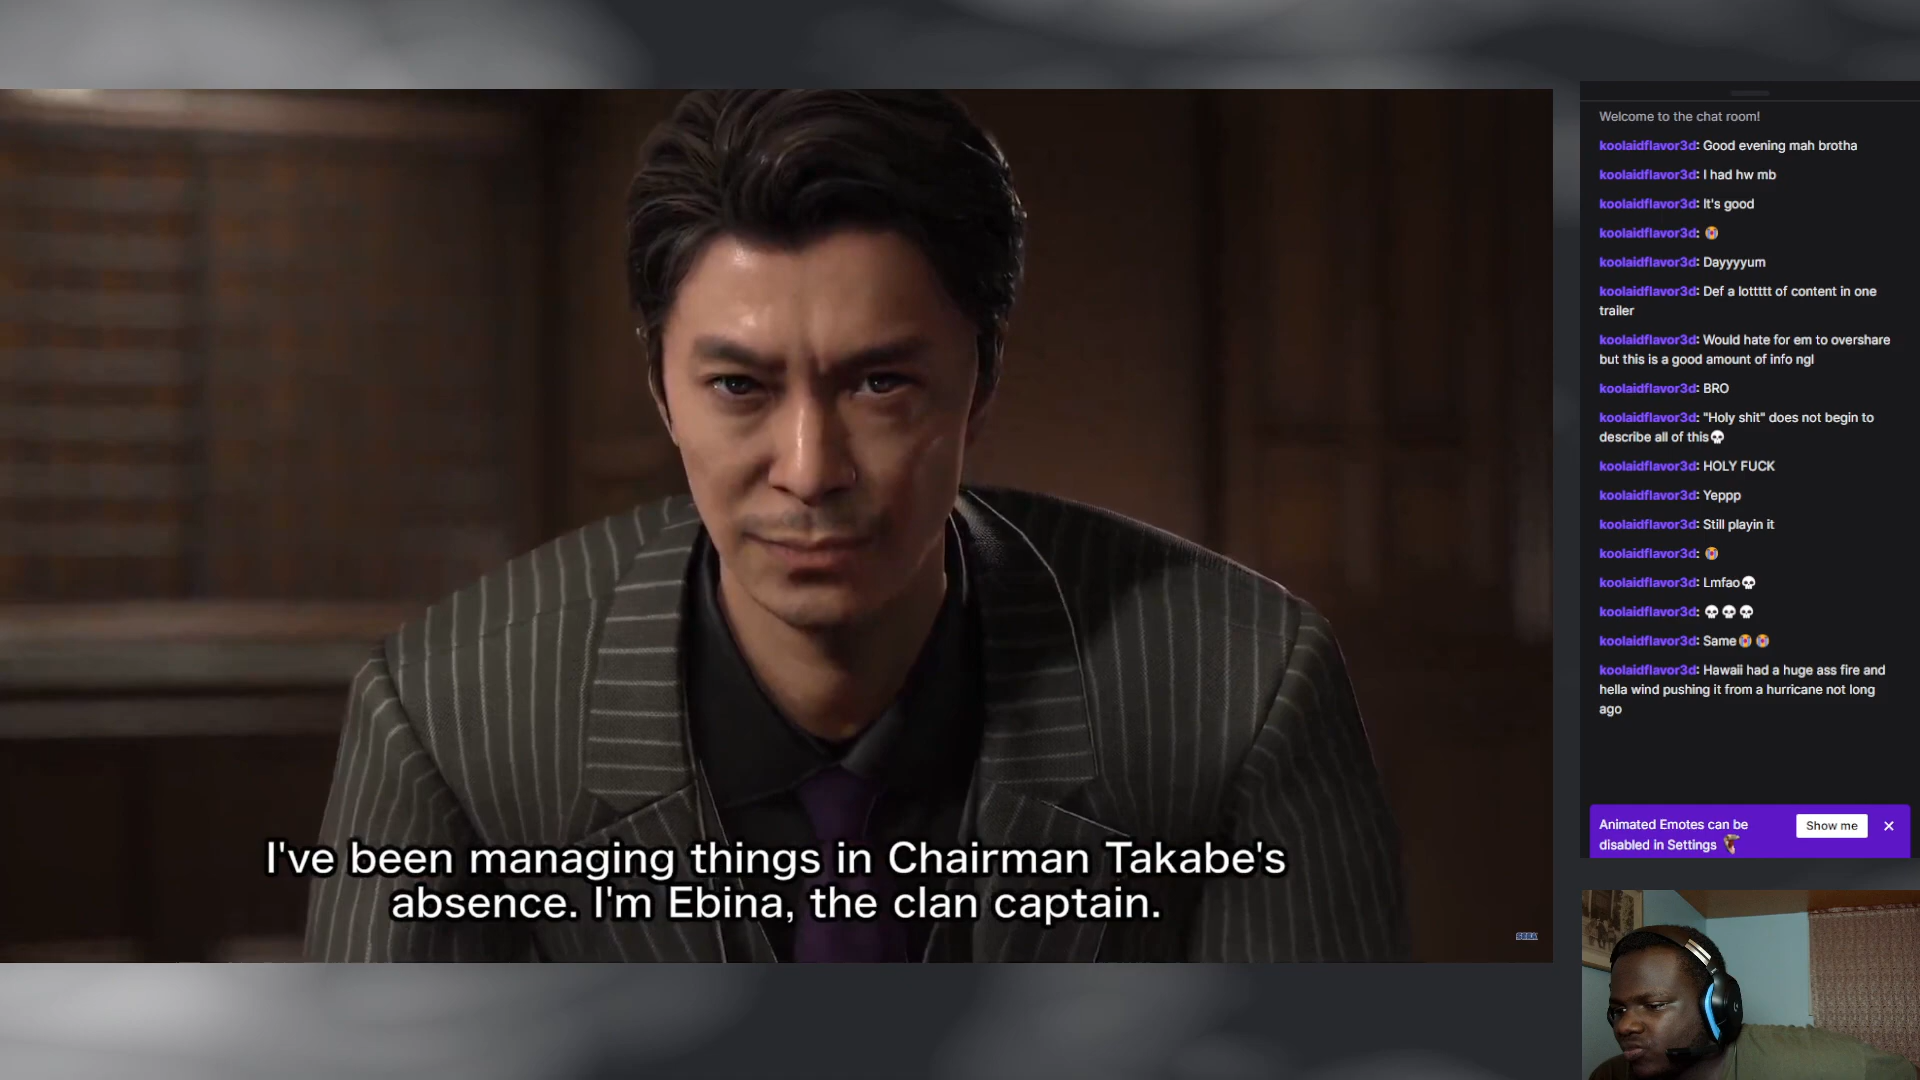 I've been managing things in Chairman Takabe's
absence. I'm Ebina, the clan captain.
SEGA
Welcome to the chat room!
koolaidflavor3d: Good evening mah brotha
koolaidflavor3d: I had hw mb
koolaidflavor3d: It's good
koolaidflavor3d:
koolaidflavor3d: Dayyyyum
koolaidflavor3d: Def a lottttt of content in one
trailer
koolaidflavor3d: Would hate for em to overshare
but this is a good amount of info ngl
koolaidflavor3d: BRO
koolaidflavor3d: "Holy shit" does not begin to
describe all of this💀
koolaidflavor3d: HOLY FUCK
koolaidflavor3d: Yeppp
koolaidflavor3d: Still playin it
koolaidflavor3d:
koolaidflavor3d: Lmfao💀
koolaidflavor3d: 💀💀💀
koolaidflavor3d: Same
koolaidflavor3d: Hawaii had a huge ass fire and
hella wind pushing it from a hurricane not long
ago
Animated Emotes can be
disabled in Settings
Show me